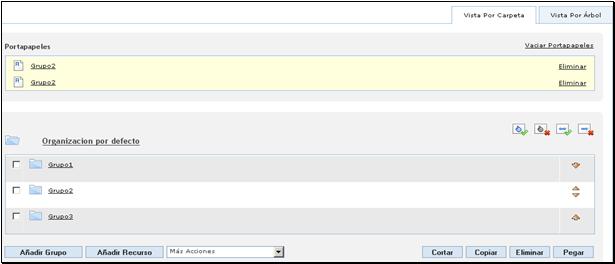 Vista Por Carpeta Vista Por Árbol
Portapapeles Vaciar Portapapeles
Grupo2 Eliminar
Grupo2 Eliminar
Organizacion por defecto
Grupo1
Grupo2
Grupo3
Añadir Grupo Añadir Recurso Más Acciones Cortar Copiar Eliminar Pegar